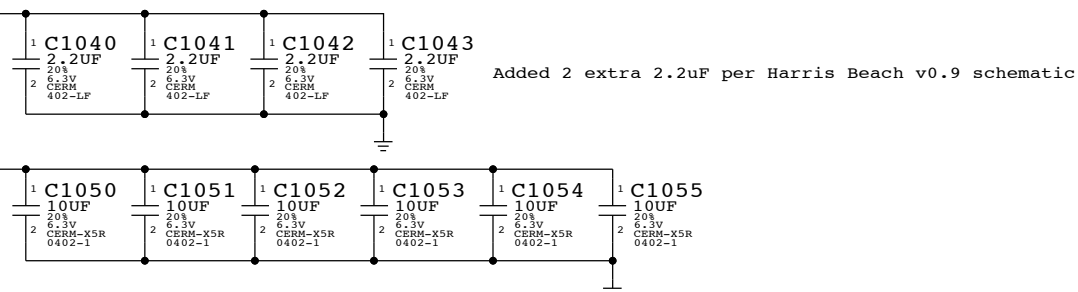 1 C1040
2.2UF
20%
6.3V
2 CERM
402-LF
1 C1041
2.2UF
20%
6.3V
2 CERM
402-LF
1 C1042
2.2UF
20%
6.3V
2 CERM
402-LF
1 C1043
2.2UF
20%
6.3V
2 CERM
402-LF
Added 2 extra 2.2uF per Harris Beach v0.9 schematic
1 C1050
10UF
20%
6.3V
2 CERM-X5R
0402-1
1 C1051
10UF
20%
6.3V
2 CERM-X5R
0402-1
1 C1052
10UF
20%
6.3V
2 CERM-X5R
0402-1
1 C1053
10UF
20%
6.3V
2 CERM-X5R
0402-1
1 C1054
10UF
20%
6.3V
2 CERM-X5R
0402-1
1 C1055
10UF
20%
6.3V
2 CERM-X5R
0402-1